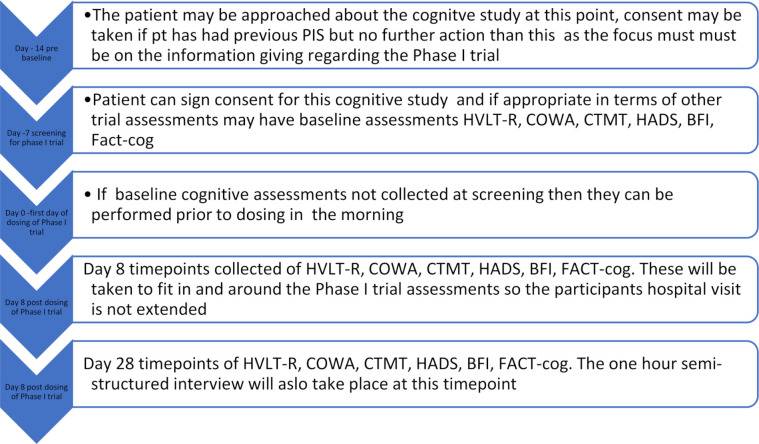 Day - 14 pre
baseline
•The patient may be approached about the cognitve study at this point, consent may be
taken if pt has had previous PIS but no further action than this as the focus must must
be on the information giving regarding the Phase I trial
Day -7 screening
for phase I trial
•Patient can sign consent for this cognitive study and if appropriate in terms of other
trial assessments may have baseline assessments HVLT-R, COWA, CTMT, HADS, BFI,
Fact-cog
Day 0 -first day of
dosing of Phase I
trial
• If baseline cognitive assessments not collected at screening then they can be
performed prior to dosing in the morning
Day 8 post dosing
of Phase I trial
Day 8 timepoints collected of HVLT-R, COWA, CTMT, HADS, BFI, FACT-cog. These will be
taken to fit in and around the Phase I trial assessments so the participants hospital visit
is not extended
Day 8 post dosing
of Phase I trial
Day 28 timepoints of HVLT-R, COWA, CTMT, HADS, BFI, FACT-cog. The one hour semi-
structured interview will aslo take place at this timepoint